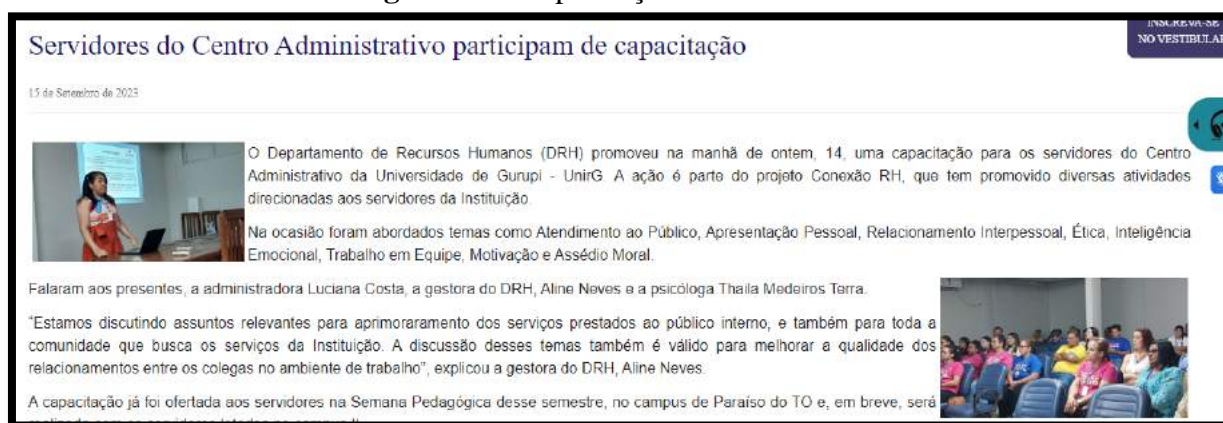 Servidores do Centro Administrativo participam de capacitação
INSCREVA-SE
NO VESTIBULAR
15 de Setembro de 2023
O Departamento de Recursos Humanos (DRH) promoveu na manhã de ontem, 14, uma capacitação para os servidores do Centro
Administrativo da Universidade de Gurupi - UnirG. A ação é parte do projeto Conexão RH, que tem promovido diversas atividades
direcionadas aos servidores da Instituição.
Na ocasião foram abordados temas como Atendimento ao Público, Apresentação Pessoal, Relacionamento Interpessoal, Ética, Inteligência
Emocional, Trabalho em Equipe, Motivação e Assédio Moral.
Falaram aos presentes, a administradora Luciana Costa, a gestora do DRH, Aline Neves e a psicóloga Thaila Medeiros Terra.
“Estamos discutindo assuntos relevantes para aprimoraramento dos serviços prestados ao público interno, e também para toda a
comunidade que busca os serviços da Instituição. A discussão desses temas também é válido para melhorar a qualidade dos
relacionamentos entre os colegas no ambiente de trabalho”, explicou a gestora do DRH, Aline Neves.
A capacitação já foi ofertada aos servidores na Semana Pedagógica desse semestre, no campus de Paraíso do TO e, em breve, será